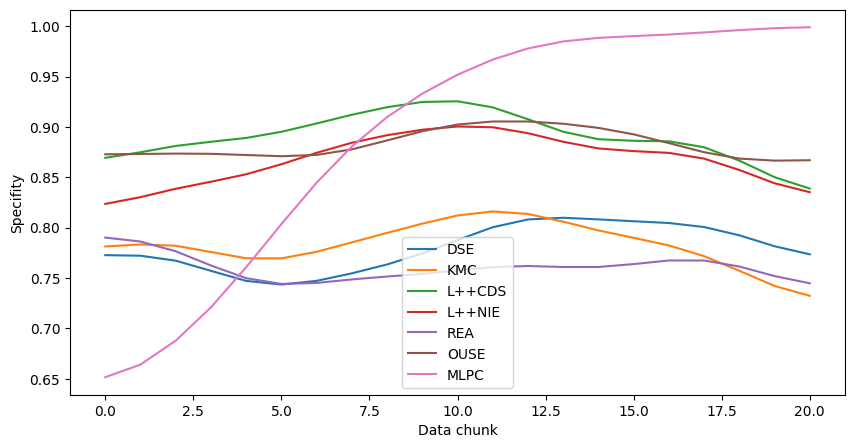 1.00
0.95
0.90
0.85
0.80
0.75
0.70
0.65
Specifity
DSE
KMC
L++CDS
L++NIE
REA
OUSE
MLPC
0.0 2.5 5.0 7.5 10.0 12.5 15.0 17.5 20.0
Data chunk